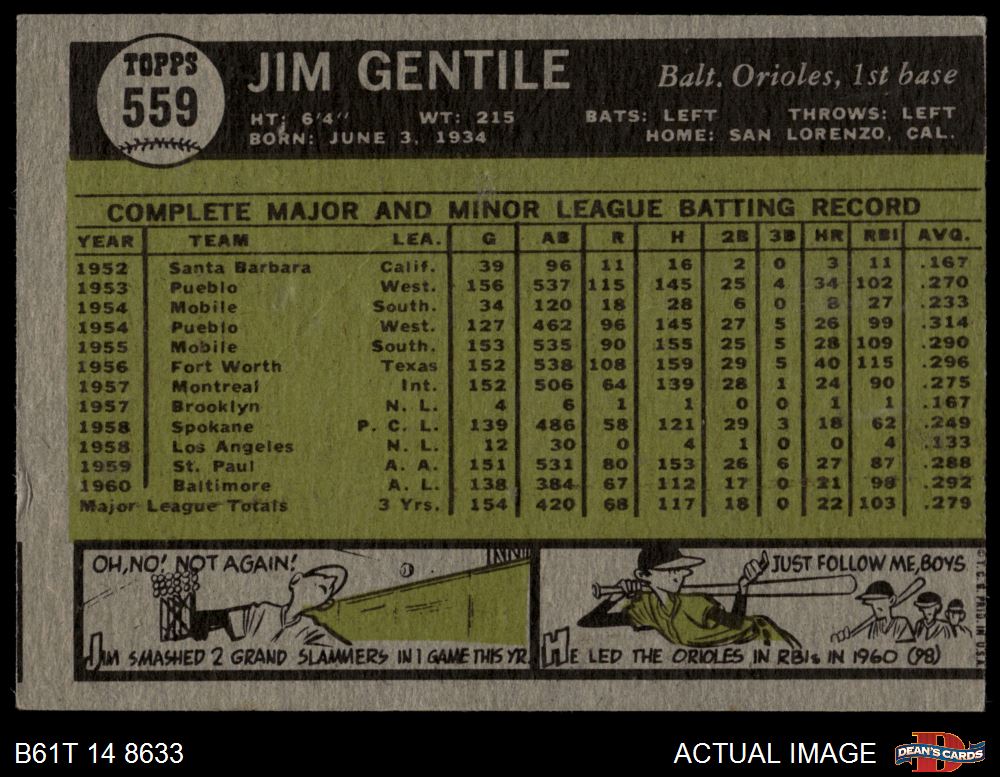 TOPPS
559
JIM GENTILE
Balt. Orioles, 1st base
HT: 6'4" WT: 215 BATS: LEFT THROWS: LEFT
BORN: JUNE 3, 1934 HOME: SAN LORENZO, CAL.
COMPLETE MAJOR AND MINOR LEAGUE BATTING RECORD
YEAR TEAM LEA. G AB R H 2B 3B HR RBI AVG.
1952 Santa Barbara Calif. 39 96 11 16 2 0 3 11 .167
1953 Pueblo West. 156 537 115 145 25 4 34 102 .270
1954 Mobile South. 34 120 18 28 6 0 8 27 .233
1954 Pueblo West. 127 462 96 145 27 5 26 99 .314
1955 Mobile South. 153 535 90 155 25 5 28 109 .290
1956 Fort Worth Texas 152 538 108 159 29 5 40 115 .296
1957 Montreal Int. 152 506 64 139 28 1 24 90 .275
1957 Brooklyn N. L. 4 6 1 1 0 0 1 1 .167
1958 Spokane P. C. L. 139 486 58 121 29 3 18 62 .249
1958 Los Angeles N. L. 12 30 0 4 1 0 0 4 .133
1959 St. Paul A. A. 151 531 80 153 26 6 27 87 .288
1960 Baltimore A. L. 138 384 67 112 17 0 21 98 .292
Major League Totals 3 Yrs. 154 420 68 117 18 0 22 103 .279
OH, NO! NOT AGAIN!
JIM SMASHED 2 GRAND SLAMMERS IN 1 GAME THIS YR.
JUST FOLLOW ME, BOYS
HE LED THE ORIOLES IN RBIs IN 1960 (98)
©T.C.G. PRTD. IN U.S.A.
B61T 14 8633
ACTUAL IMAGE
DEAN'S CARDS